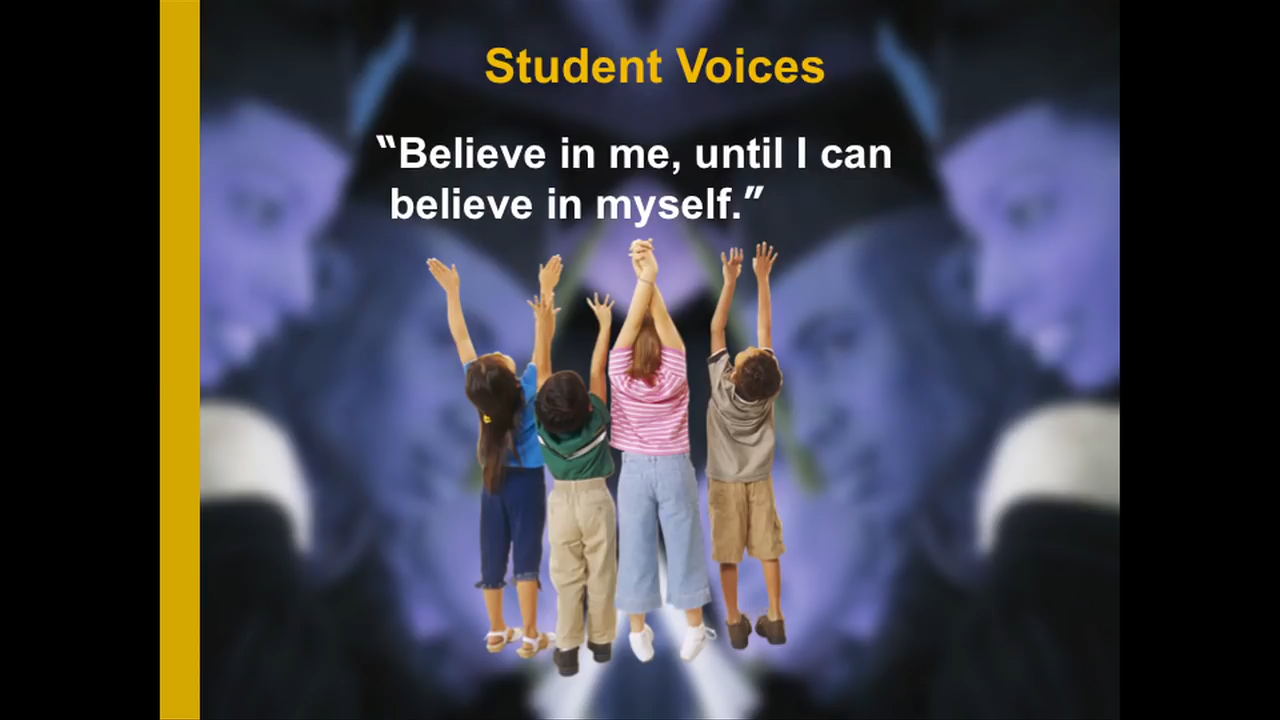 Student Voices
“Believe in me, until I can
believe in myself.”